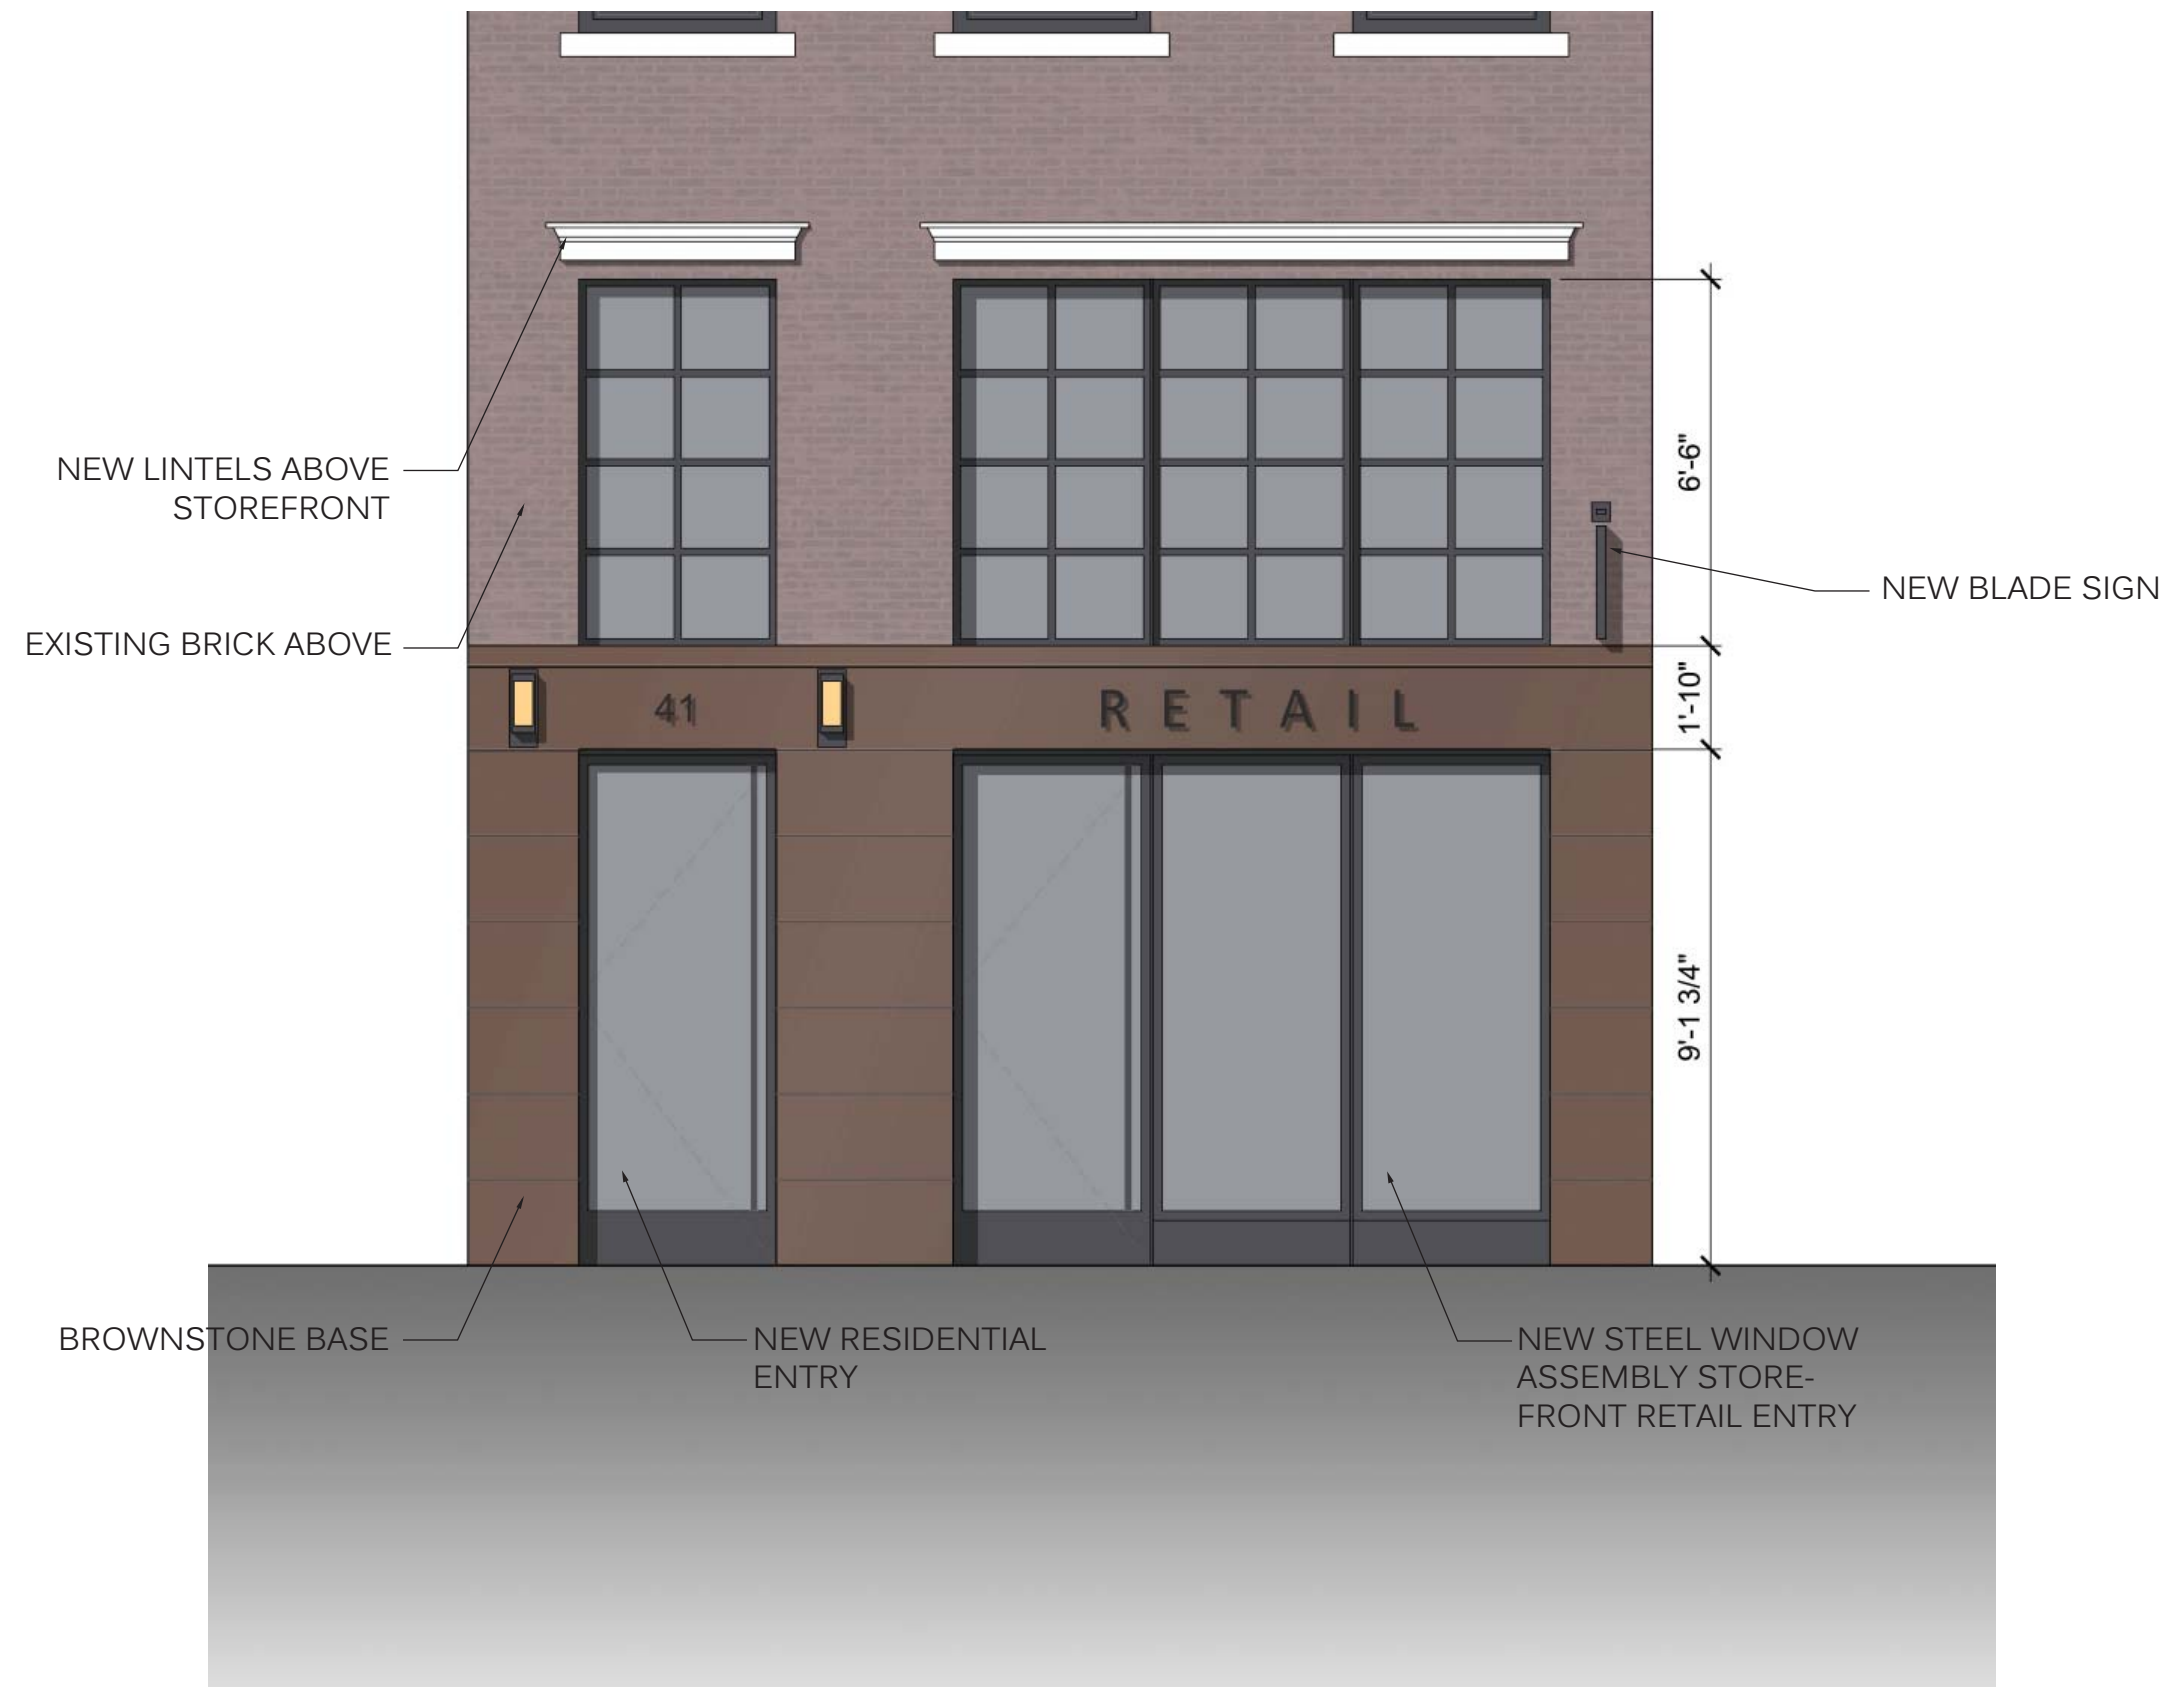 NEW LINTELS ABOVE
STOREFRONT
6'-6"
NEW BLADE SIGN
EXISTING BRICK ABOVE
1'-10"
41
RETAIL
9'-1 3/4"
BROWNSTONE BASE
NEW RESIDENTIAL
ENTRY
NEW STEEL WINDOW
ASSEMBLY STORE-
FRONT RETAIL ENTRY